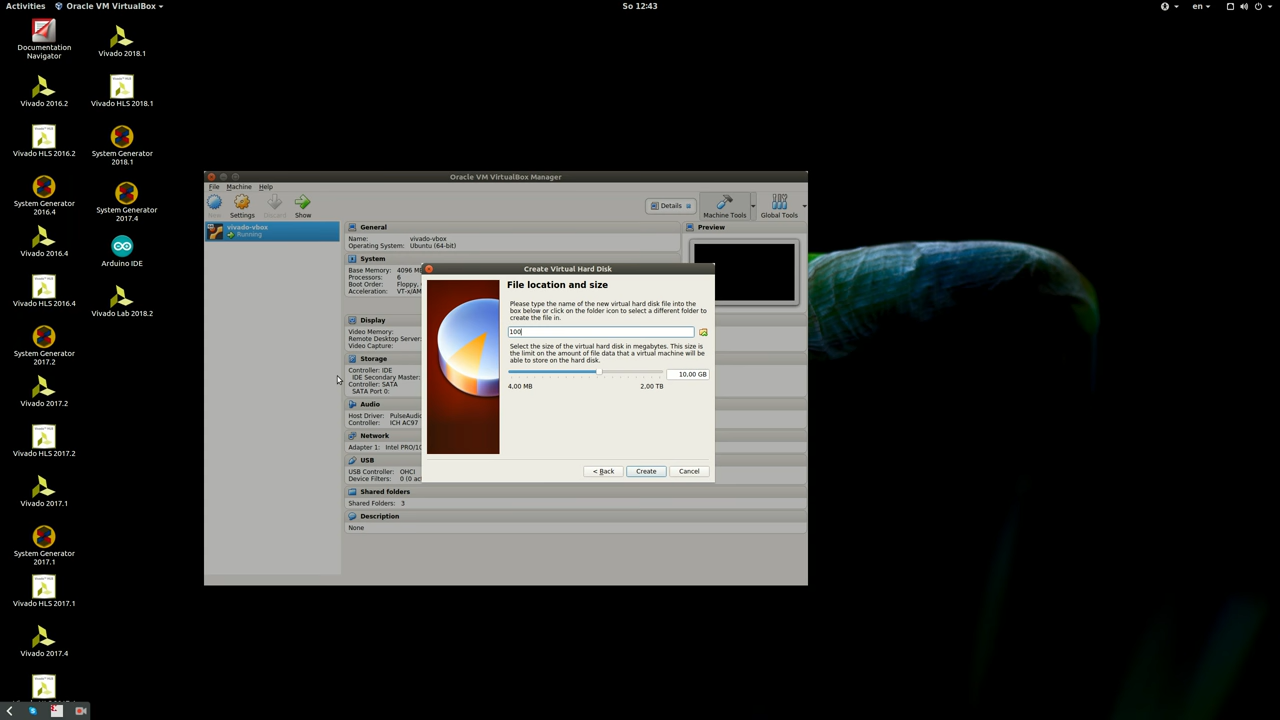 Activities
Oracle VM VirtualBox
So 12:43
en
Documentation
Navigator
Vivado 2018.1
Vivado 2016.2
Vivado HLS 2018.1
Vivado HLS 2016.2
System Generator
2018.1
System Generator
2016.4
System Generator
2017.4
Vivado 2016.4
Arduino IDE
Vivado HLS 2016.4
Vivado Lab 2018.2
System Generator
2017.2
Vivado 2017.2
Vivado HLS 2017.2
Vivado 2017.1
System Generator
2017.1
Vivado HLS 2017.1
Vivado 2017.4
Oracle VM VirtualBox Manager
File Machine Help
New Settings Discard Show
Details
Machine Tools
Global Tools
vivado-vbox
Running
General
Name: vivado-vbox
Operating System: Ubuntu (64-bit)
Preview
System
Base Memory: 4096 M
Processors: 6
Boot Order: Floppy,
Acceleration: VT-x/AM
Display
Video Memory:
Remote Desktop Server:
Video Capture:
Storage
Controller: IDE
IDE Secondary Master:
Controller: SATA
SATA Port 0:
Audio
Host Driver: PulseAudio
Controller: ICH AC97
Network
Adapter 1: Intel PRO/10
USB
USB Controller: OHCI
Device Filters: 0 (0 ac
Shared folders
Shared Folders: 3
Description
None
Create Virtual Hard Disk
File location and size
Please type the name of the new virtual hard disk file into the
box below or click on the folder icon to select a different folder to
create the file in.
100
Select the size of the virtual hard disk in megabytes. This size is
the limit on the amount of file data that a virtual machine will be
able to store on the hard disk.
10,00 GB
4,00 MB
2,00 TB
< Back
Create
Cancel